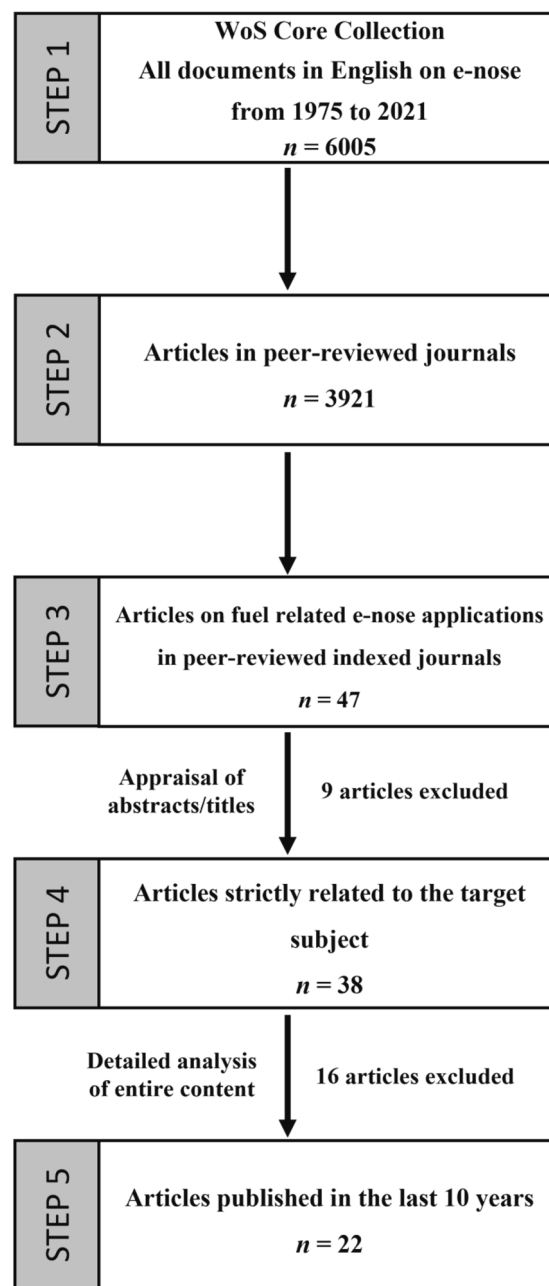 STEP 1
WoS Core Collection
All documents in English on e-nose
from 1975 to 2021
n = 6005
STEP 2
Articles in peer-reviewed journals
n = 3921
STEP 3
Articles on fuel related e-nose applications
in peer-reviewed indexed journals
n = 47
Appraisal of
abstracts/titles
9 articles excluded
STEP 4
Articles strictly related to the target
subject
n = 38
Detailed analysis
of entire content
16 articles excluded
STEP 5
Articles published in the last 10 years
n = 22